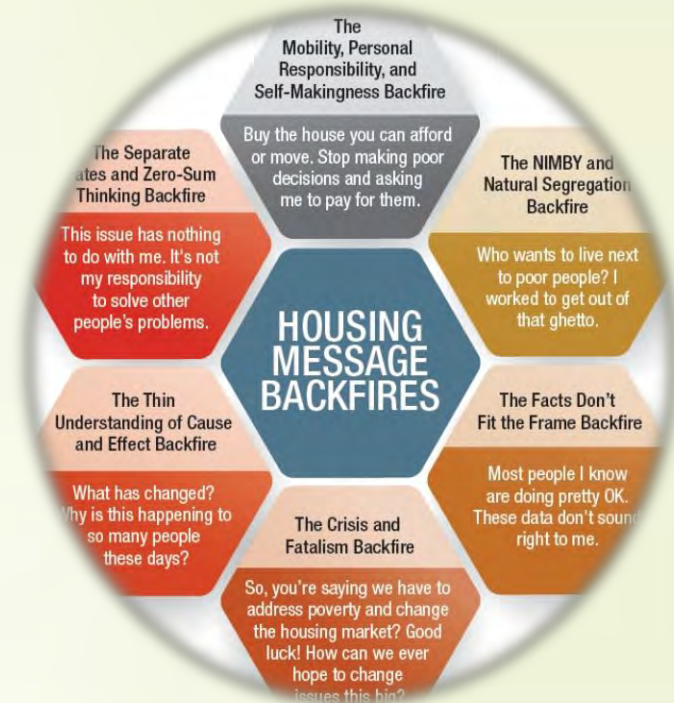 The
Mobility, Personal
Responsibility, and
Self-Makingness Backfire
Buy the house you can afford
or move. Stop making poor
decisions and asking
me to pay for them.
The NIMBY and
Natural Segregation
Backfire
Who wants to live next
to poor people? I
worked to get out of
that ghetto.
The Facts Don't
Fit the Frame Backfire
Most people I know
are doing pretty OK.
These data don't sound
right to me.
The Crisis and
Fatalism Backfire
So, you're saying we have to
address poverty and change
the housing market? Good
luck! How can we ever
hope to change
issues this big?
The Thin
Understanding of Cause
and Effect Backfire
What has changed?
Why is this happening to
so many people
these days?
The Separate
ates and Zero-Sum
Thinking Backfire
This issue has nothing
to do with me. It's not
my responsibility
to solve other
people's problems.
HOUSING
MESSAGE
BACKFIRES